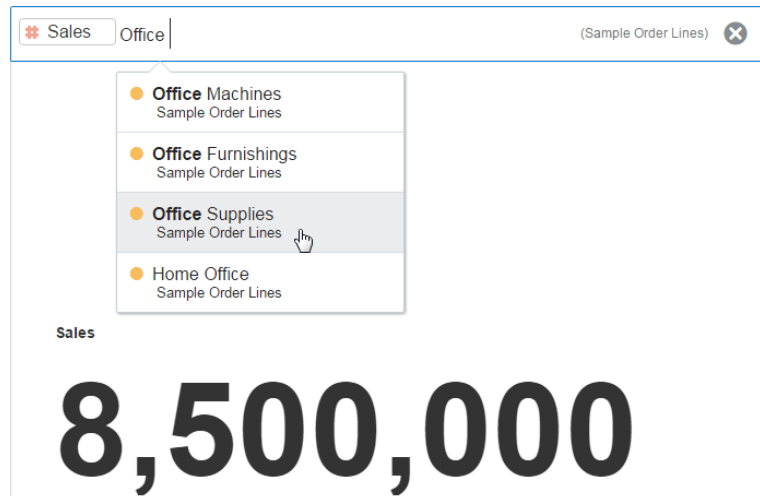 # Sales Office (Sample Order Lines)
Office Machines
Sample Order Lines
Office Furnishings
Sample Order Lines
Office Supplies
Sample Order Lines
Home Office
Sample Order Lines
Sales
8,500,000